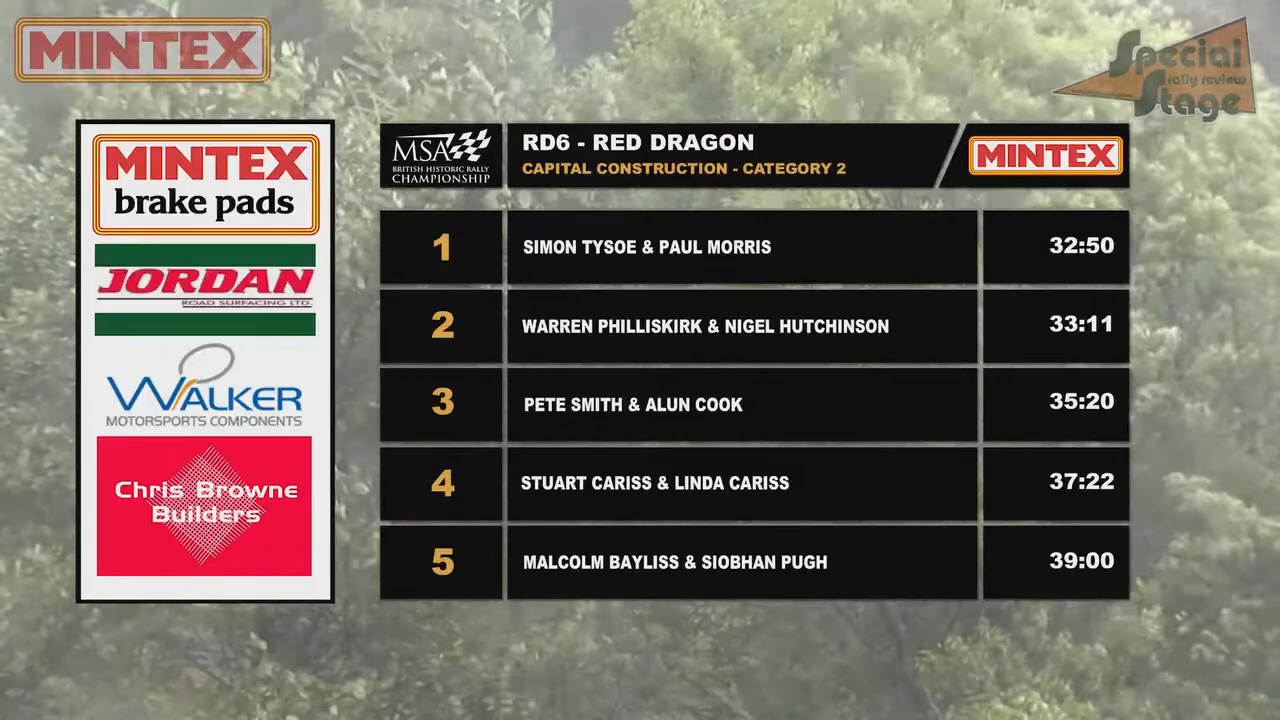 MINTEX
Special
rally review
Stage
MINTEX
brake pads
JORDAN
ROAD SURFACING LTD.
WALKER
MOTORSPORTS COMPONENTS
Chris Browne
Builders
MSA
BRITISH HISTORIC RALLY
CHAMPIONSHIP
RD6 - RED DRAGON
CAPITAL CONSTRUCTION - CATEGORY 2
MINTEX
1 SIMON TYSOE & PAUL MORRIS 32:50
2 WARREN PHILLISKIRK & NIGEL HUTCHINSON 33:11
3 PETE SMITH & ALUN COOK 35:20
4 STUART CARISS & LINDA CARISS 37:22
5 MALCOLM BAYLISS & SIOBHAN PUGH 39:00